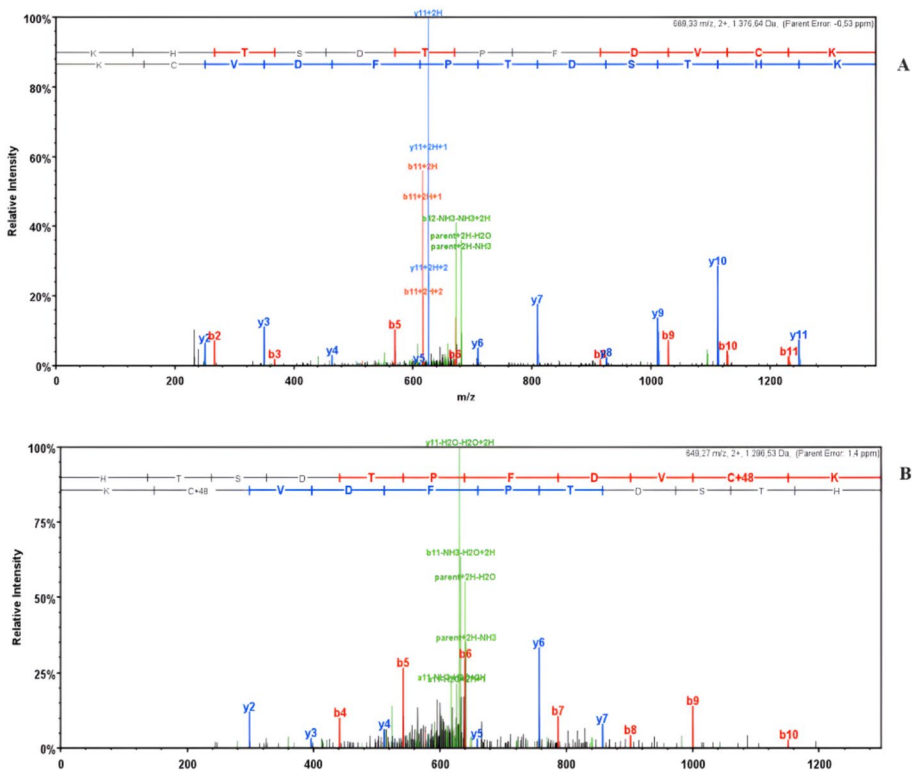 y11+2H
689,33 m/z, 2+, 1.376,64 Da, (Parent Error: -0,53 ppm)
K H T S D T P F D V C K
K C V D F P T D S T H K
A
100%
80%
60%
40%
20%
0%
Relative Intensity
y11+2H+1
b11+2H
b11+2H+1
b12-NH3-NH3+2H
parent+2H-H2O
parent+2H-NH3
y11+2H+2
b11+2H+2
y2
b2
y3
b3
y4
b5
y5
b6
y6
y7
y8
y9
b9
y10
b10
b11
y11
0 200 400 600 800 1000 1200
m/z
y11-H2O-H2O+2H
649,27 m/z, 2+, 1.296,53 Da, (Parent Error: 1,4 ppm)
H T S D T P F D V C+48 K
K C+48 V D F P T D S T H
B
100%
75%
50%
25%
0%
Relative Intensity
b11-NH3-H2O+2H
parent+2H-H2O
parent+2H-NH3
y2
y3
b4
y4
b5
b6
y5
y6
b7
y7
b8
b9
b10
0 200 400 600 800 1000 1200